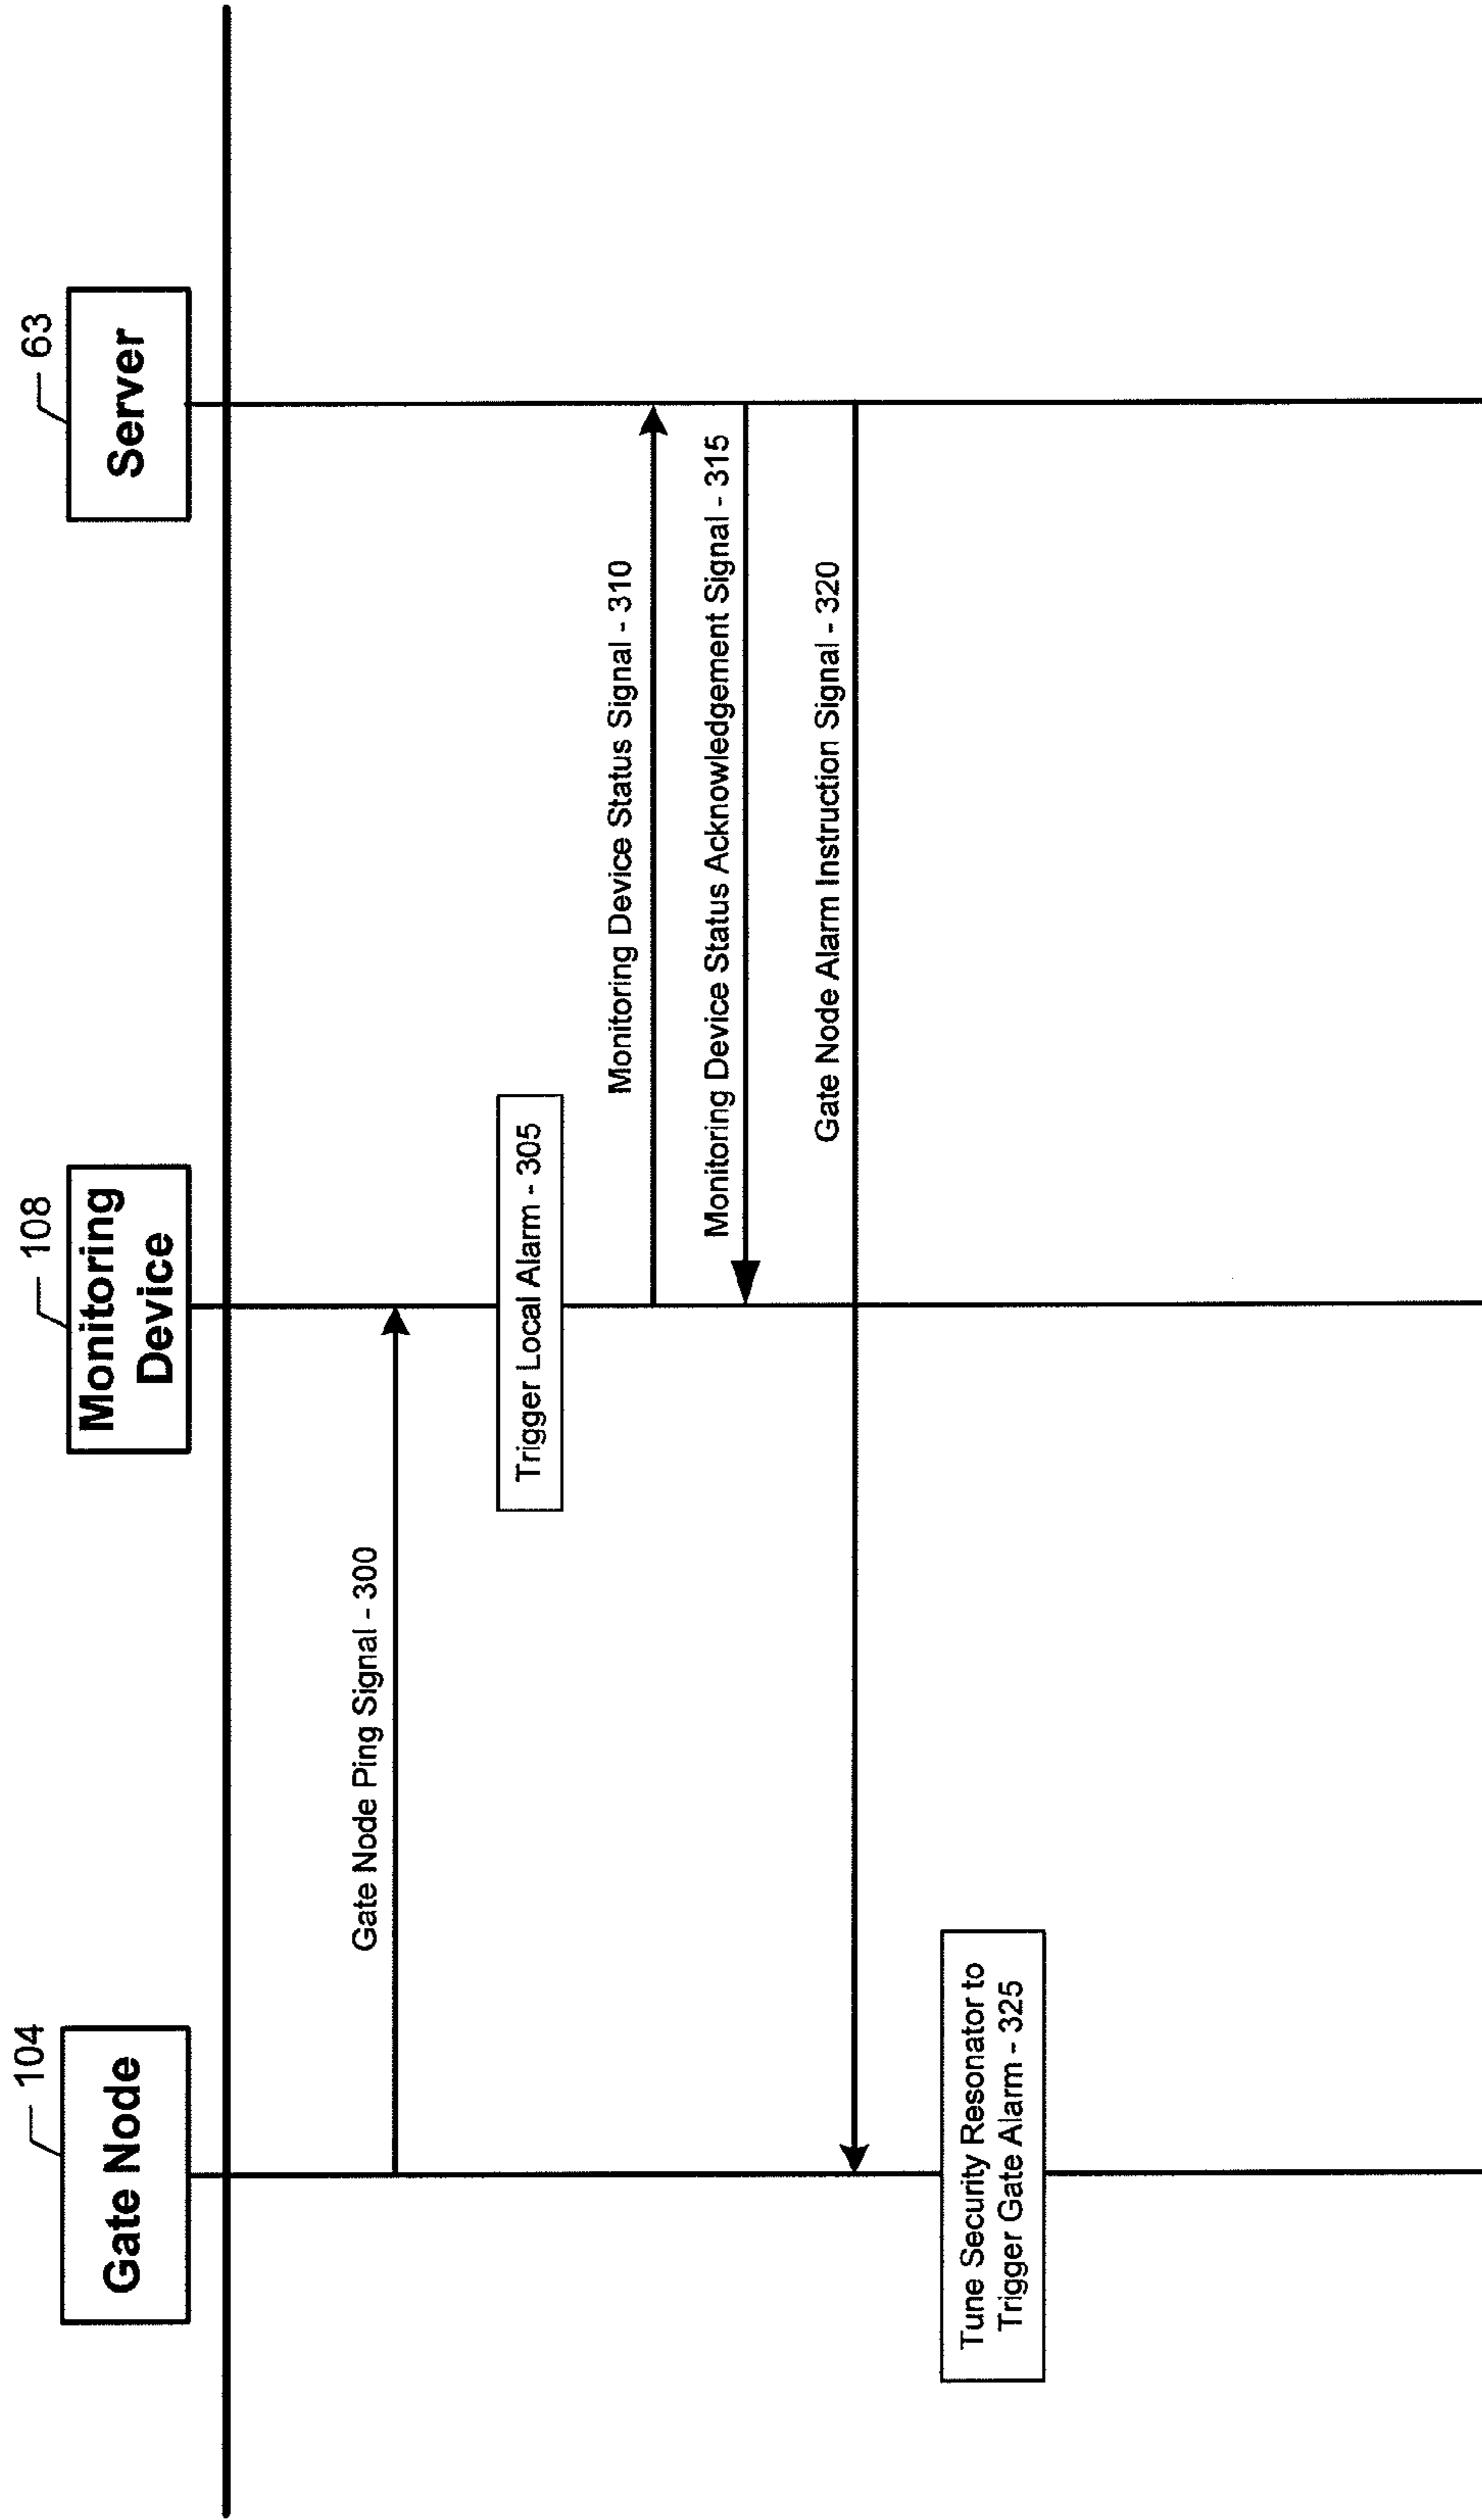 104
Gate Node
108
Monitoring
Device
63
Server
Gate Node Ping Signal - 300
Trigger Local Alarm - 305
Monitoring Device Status Signal - 310
Monitoring Device Status Acknowledgement Signal - 315
Gate Node Alarm Instruction Signal - 320
Tune Security Resonator to
Trigger Gate Alarm - 325